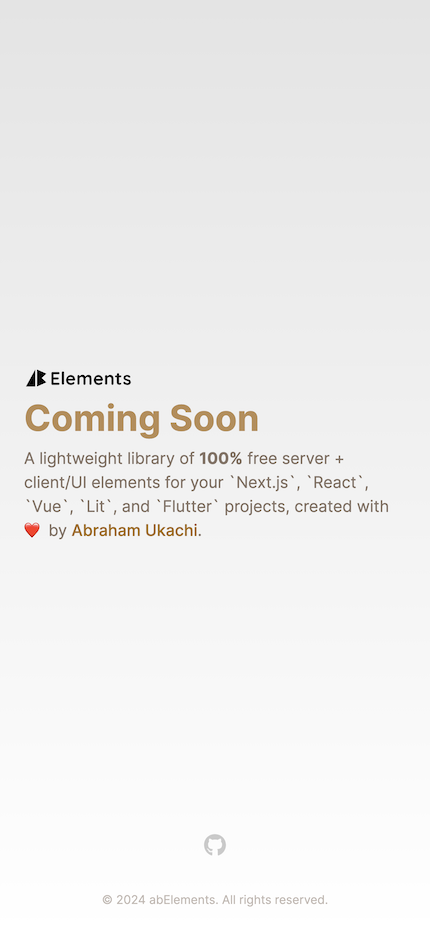 Elements
Coming Soon
A lightweight library of 100% free server +
client/UI elements for your `Next.js`, `React`,
`Vue`, `Lit`, and `Flutter` projects, created with
❤️ by Abraham Ukachi.
© 2024 abElements. All rights reserved.